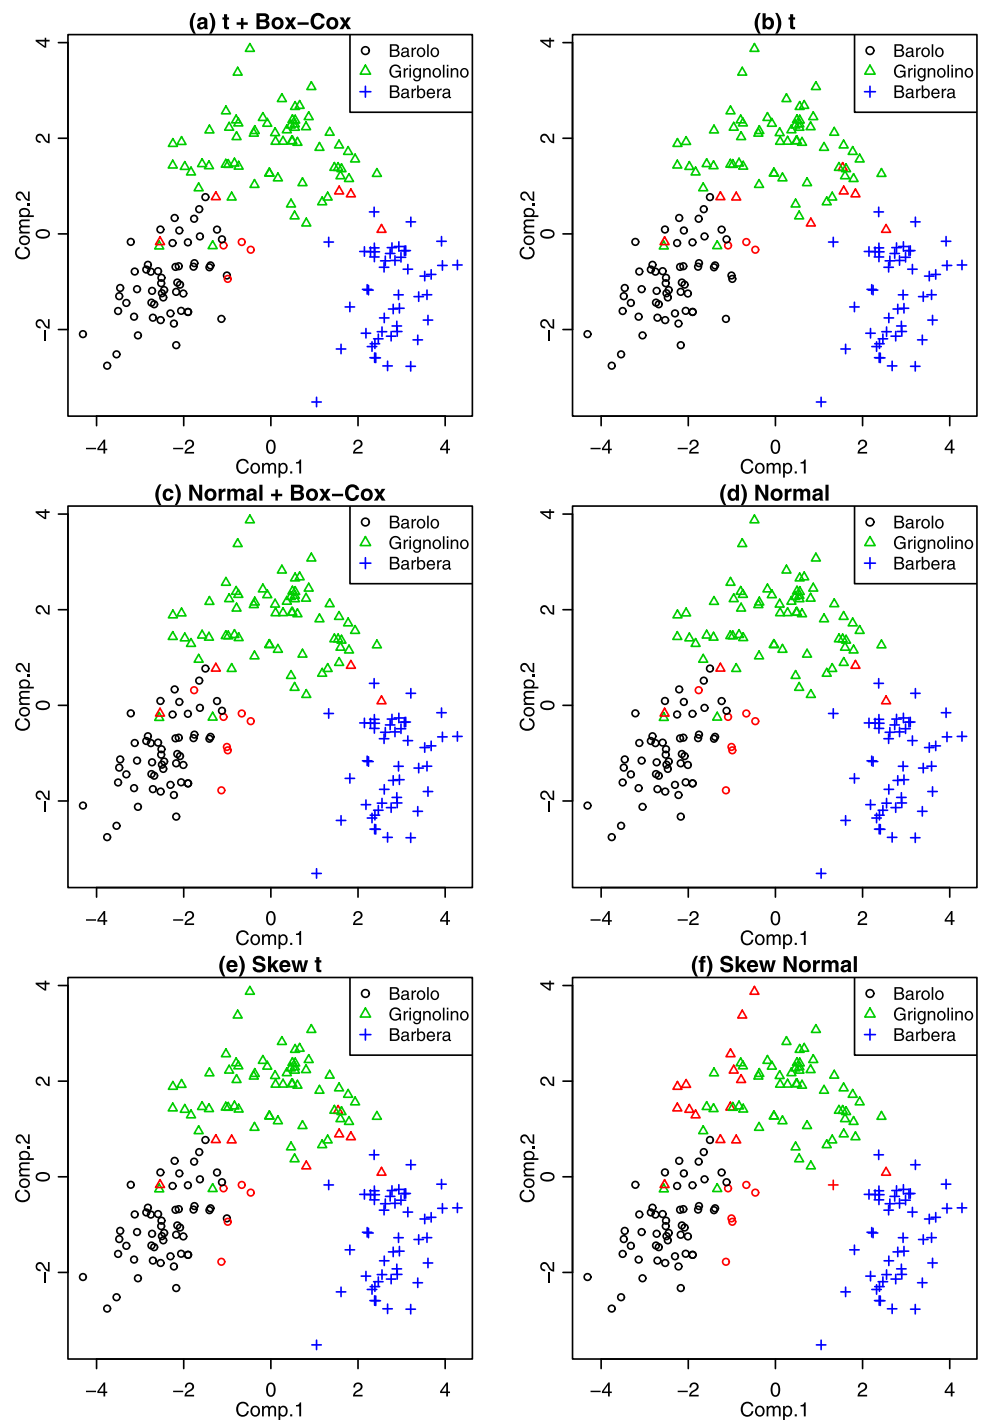 (a) t + Box−Cox
Comp.2
4
2
0
−2
Barolo
Grignolino
Barbera
−4 −2 0 2 4
Comp.1
(b) t
Comp.2
4
2
0
−2
Barolo
Grignolino
Barbera
−4 −2 0 2 4
Comp.1
(c) Normal + Box−Cox
Comp.2
4
2
0
−2
Barolo
Grignolino
Barbera
−4 −2 0 2 4
Comp.1
(d) Normal
Comp.2
4
2
0
−2
Barolo
Grignolino
Barbera
−4 −2 0 2 4
Comp.1
(e) Skew t
Comp.2
4
2
0
−2
Barolo
Grignolino
Barbera
−4 −2 0 2 4
Comp.1
(f) Skew Normal
Comp.2
4
2
0
−2
Barolo
Grignolino
Barbera
−4 −2 0 2 4
Comp.1